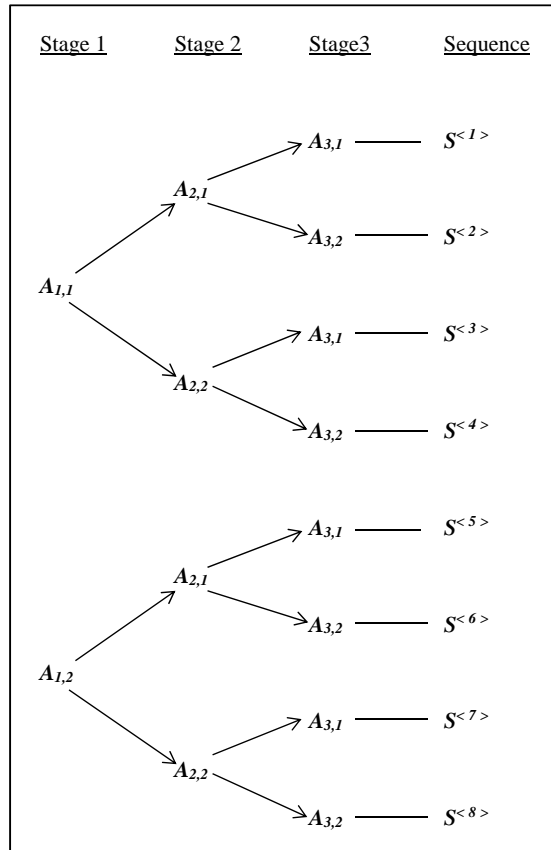 Stage 1 Stage 2 Stage3 Sequence
A3,1 S<1>
A2,1
A3,2 S<2>
A1,1
A3,1 S<3>
A2,2
A3,2 S<4>
A3,1 S<5>
A2,1
A3,2 S<6>
A1,2
A3,1 S<7>
A2,2
A3,2 S<8>